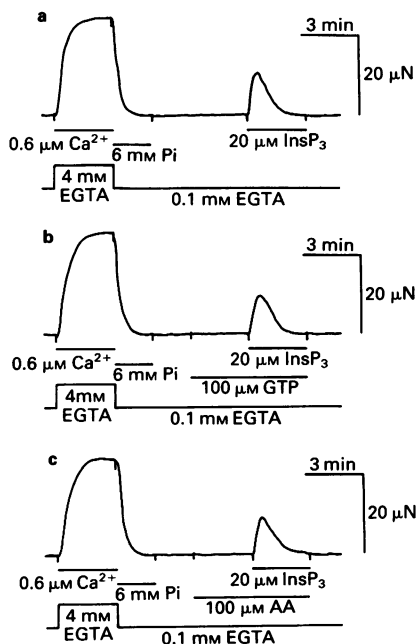 a
3 min
20 μN
0.6 μM Ca²⁺
6 mM Pi
20 μM InsP₃
4 mM
EGTA
0.1 mM EGTA
b
3 min
20 μN
0.6 μM Ca²⁺
6 mM Pi
20 μM InsP₃
100 μM GTP
4mM
EGTA
0.1 mM EGTA
c
3 min
20 μN
0.6 μM Ca²⁺
6 mM Pi
20 μM InsP₃
100 μM AA
4 mM
EGTA
0.1 mM EGTA